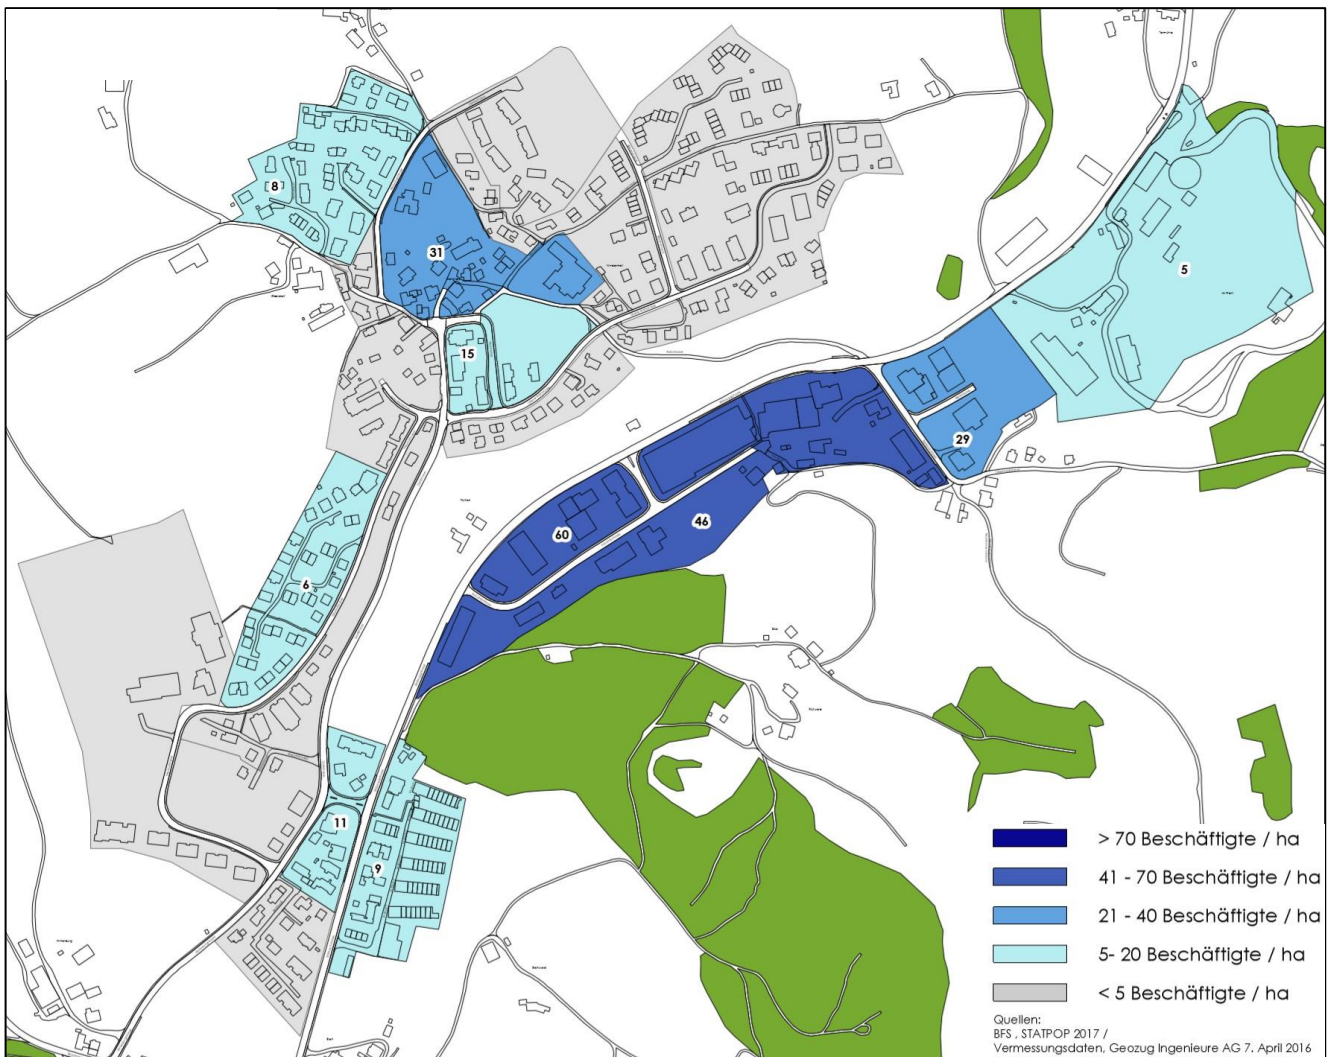 8
31
5
15
29
46
60
6
11
9
> 70 Beschäftigte / ha
41 - 70 Beschäftigte / ha
21 - 40 Beschäftigte / ha
5- 20 Beschäftigte / ha
< 5 Beschäftigte / ha
Quellen:
BFS , STATPOP 2017 /
Vermessungsdaten, Geozug Ingenieure AG 7. April 2016